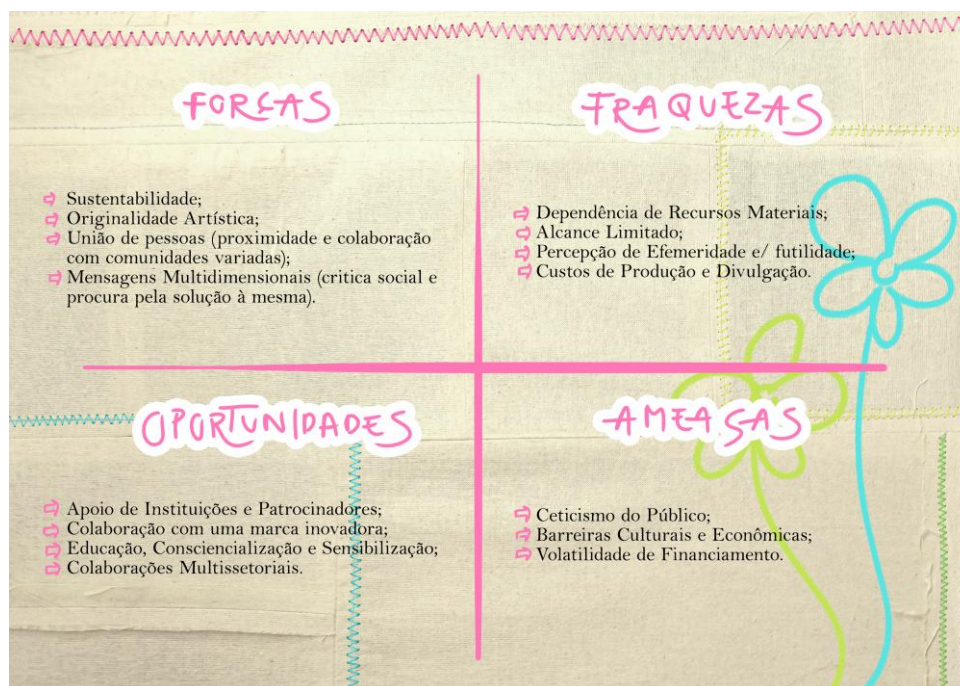 FORÇAS
Sustentabilidade;
Originalidade Artística;
União de pessoas (proximidade e colaboração
com comunidades variadas);
Mensagens Multidimensionais (critica social e
procura pela solução à mesma).
FRAQUEZAS
Dependência de Recursos Materiais;
Alcance Limitado;
Percepção de Efemeridade e/ futilidade;
Custos de Produção e Divulgação.
OPORTUNIDADES
Apoio de Instituições e Patrocinadores;
Colaboração com uma marca inovadora;
Educação, Consciencialização e Sensibilização;
Colaborações Multissetoriais.
AMEAÇAS
Ceticismo do Público;
Barreiras Culturais e Econômicas;
Volatilidade de Financiamento.